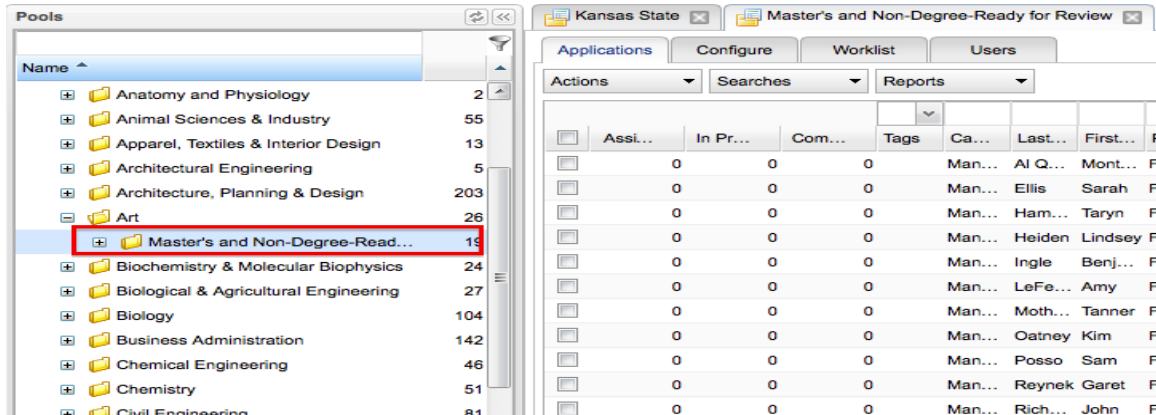 Pools
Name
Anatomy and Physiology 2
Animal Sciences & Industry 55
Apparel, Textiles & Interior Design 13
Architectural Engineering 5
Architecture, Planning & Design 203
Art 26
Master's and Non-Degree-Read... 19
Biochemistry & Molecular Biophysics 24
Biological & Agricultural Engineering 27
Biology 104
Business Administration 142
Chemical Engineering 46
Chemistry 51
Civil Engineering 81
Kansas State Master's and Non-Degree-Ready for Review
Applications Configure Worklist Users
Actions Searches Reports
Assi... In Pr... Com... Tags Ca... Last... First... F
0 0 0 Man... Al Q... Mont... F
0 0 0 Man... Ellis Sarah F
0 0 0 Man... Ham... Taryn F
0 0 0 Man... Heiden Lindsey F
0 0 0 Man... Ingle Benj... F
0 0 0 Man... LeFe... Amy F
0 0 0 Man... Moth... Tanner F
0 0 0 Man... Oatney Kim F
0 0 0 Man... Posso Sam F
0 0 0 Man... Reynek Garet F
0 0 0 Man... Rich... John F